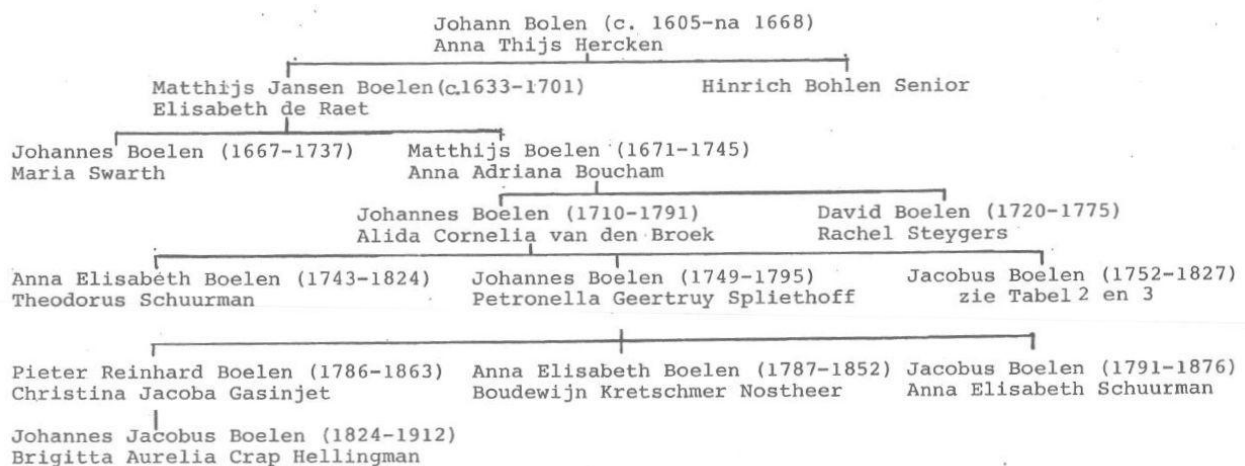 Johann Bolen (c. 1605-na 1668)
Anna Thijs Hercken
Matthijs Jansen Boelen (c.1633-1701) Hinrich Bohlen Senior
Elisabeth de Raet
Johannes Boelen (1667-1737) Matthijs Boelen (1671-1745)
Maria Swarth Anna Adriana Boucham
Johannes Boelen (1710-1791) David Boelen (1720-1775)
Alida Cornelia van den Broek Rachel Steygers
Anna Elisabeth Boelen (1743-1824) Johannes Boelen (1749-1795) Jacobus Boelen (1752-1827)
Theodorus Schuurman Petronella Geertruy Spliethoff zie Tabel 2 en 3
Pieter Reinhard Boelen (1786-1863) Anna Elisabeth Boelen (1787-1852) Jacobus Boelen (1791-1876)
Christina Jacoba Gasinjet Boudewijn Kretschmer Nostheer Anna Elisabeth Schuurman
Johannes Jacobus Boelen (1824-1912)
Brigitta Aurelia Crap Hellingman